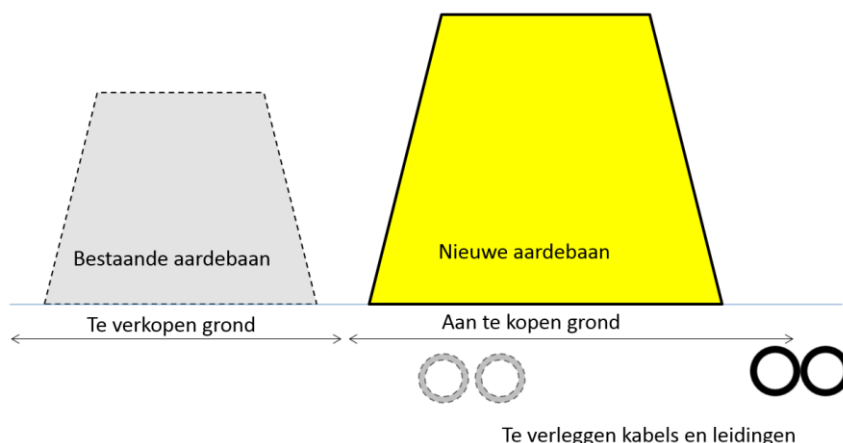 Bestaande aardebaan
Nieuwe aardebaan
Te verkopen grond
Aan te kopen grond
Te verleggen kabels en leidingen